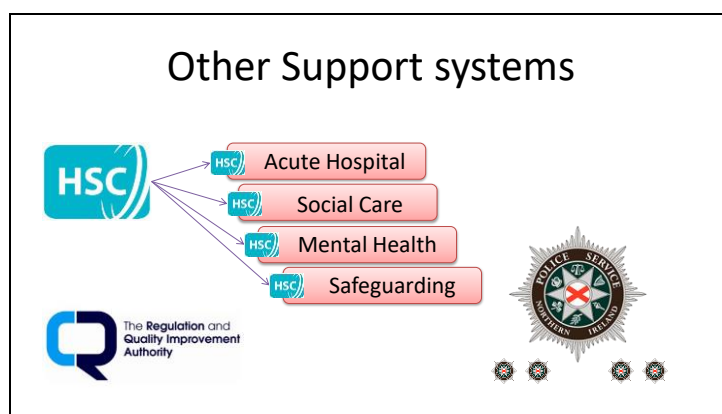 Other Support systems
HSC
HSC Acute Hospital
HSC Social Care
HSC Mental Health
HSC Safeguarding
The Regulation and
Quality Improvement
Authority
POLICE SERVICE
NORTHERN IRELAND